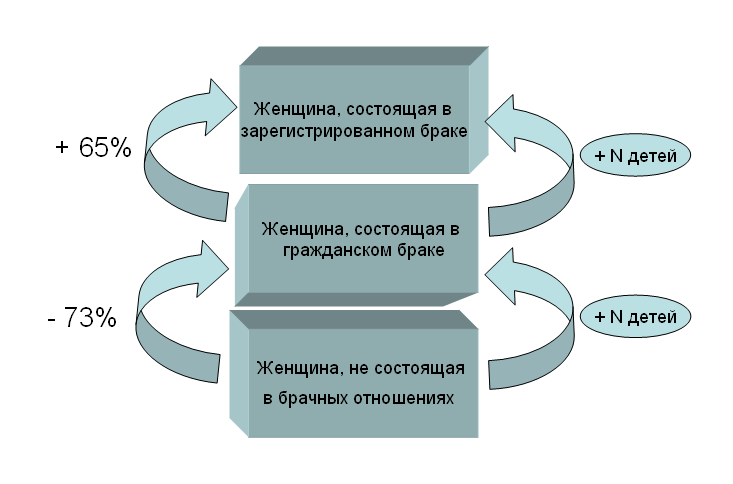 Женщина, состоящая в
зарегистрированном браке
+ 65%
+ N детей
Женщина, состоящая в
гражданском браке
- 73%
+ N детей
Женщина, не состоящая
в брачных отношениях